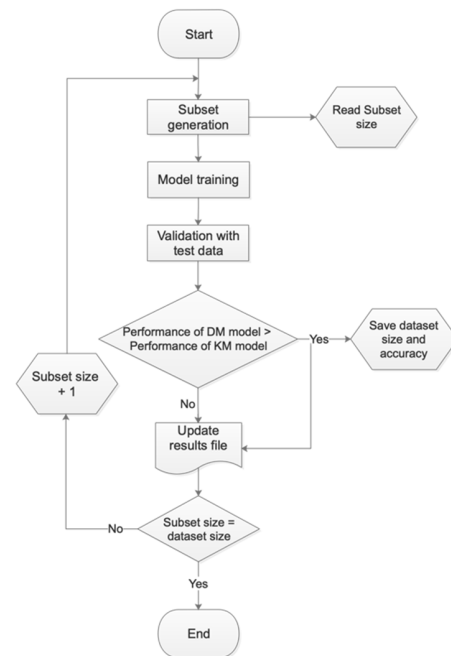 Start
Subset
generation
Read Subset
size
Model training
Validation with
test data
Performance of DM model >
Performance of KM model
Yes
Save dataset
size and
accuracy
Subset size
+ 1
No
Update
results file
Subset size =
dataset size
No
Yes
End